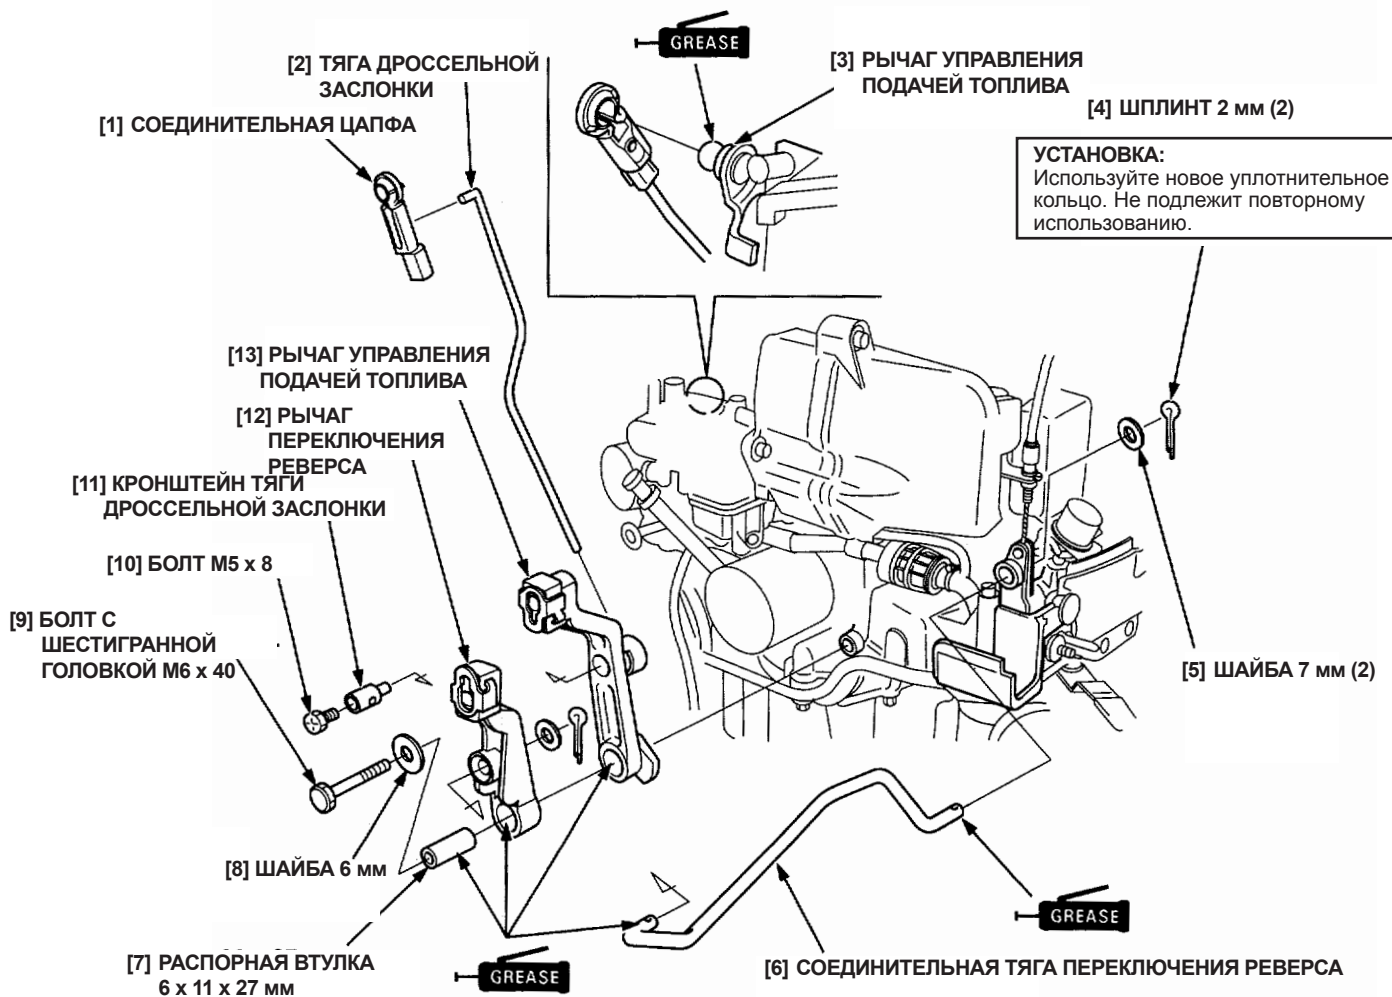 GREASE
[2] ТЯГА ДРОССЕЛЬНОЙ
ЗАСЛОНКИ
[3] РЫЧАГ УПРАВЛЕНИЯ
ПОДАЧЕЙ ТОПЛИВА
[1] СОЕДИНИТЕЛЬНАЯ ЦАПФА
[4] ШПЛИНТ 2 мм (2)
УСТАНОВКА:
Используйте новое уплотнительное
кольцо. Не подлежит повторному
использованию.
[13] РЫЧАГ УПРАВЛЕНИЯ
ПОДАЧЕЙ ТОПЛИВА
[12] РЫЧАГ
ПЕРЕКЛЮЧЕНИЯ
РЕВЕРСА
[11] КРОНШТЕЙН ТЯГИ
ДРОССЕЛЬНОЙ ЗАСЛОНКИ
[10] БОЛТ М5 x 8
[9] БОЛТ С
ШЕСТИГРАННОЙ
ГОЛОВКОЙ М6 x 40
[5] ШАЙБА 7 мм (2)
[8] ШАЙБА 6 мм
GREASE
[7] РАСПОРНАЯ ВТУЛКА
6 x 11 x 27 мм
GREASE
[6] СОЕДИНИТЕЛЬНАЯ ТЯГА ПЕРЕКЛЮЧЕНИЯ РЕВЕРСА